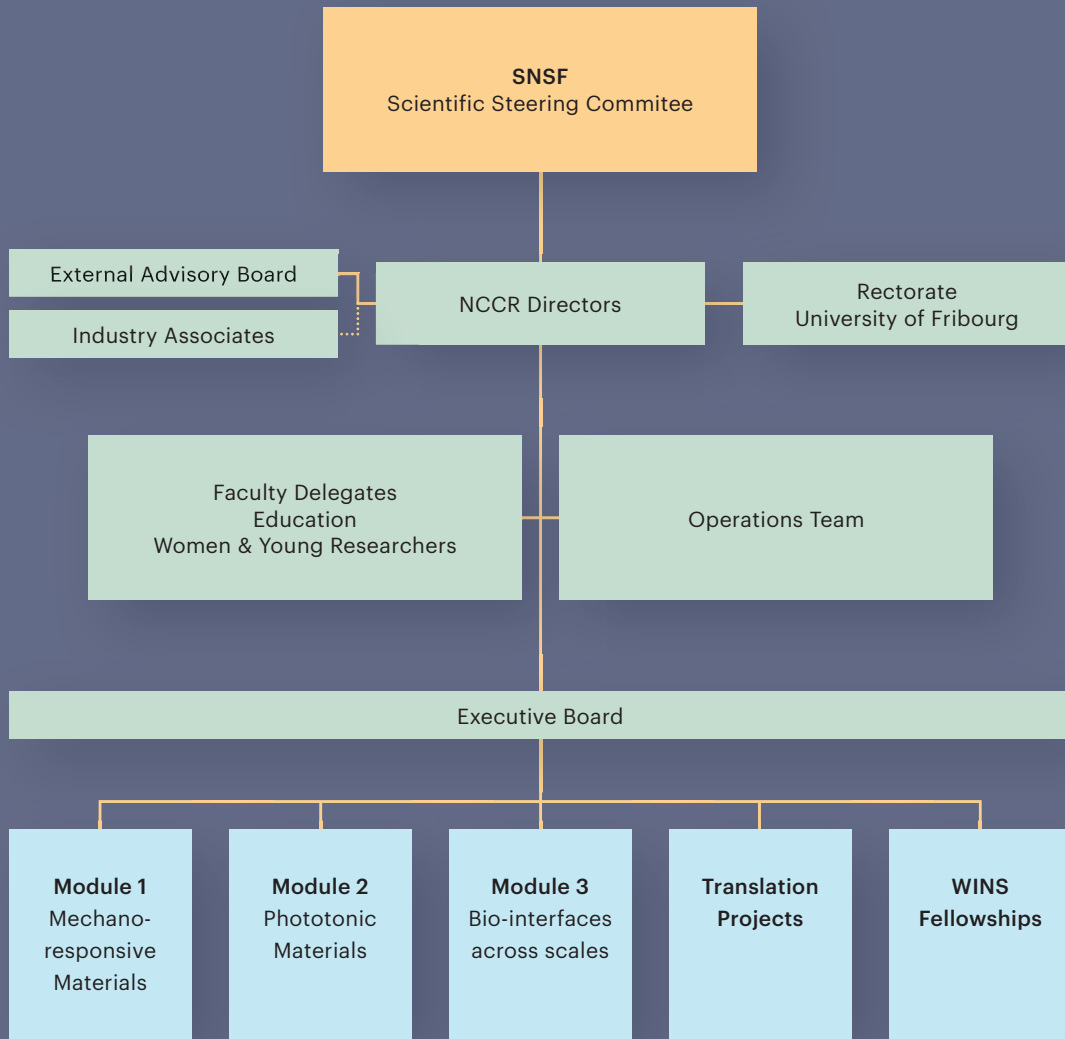 SNSF
Scientific Steering Commitee
External Advisory Board
Industry Associates
NCCR Directors
Rectorate
University of Fribourg
Faculty Delegates
Education
Women & Young Researchers
Operations Team
Executive Board
Module 1
Mechano-
responsive
Materials
Module 2
Phototonic
Materials
Module 3
Bio-interfaces
across scales
Translation
Projects
WINS
Fellowships